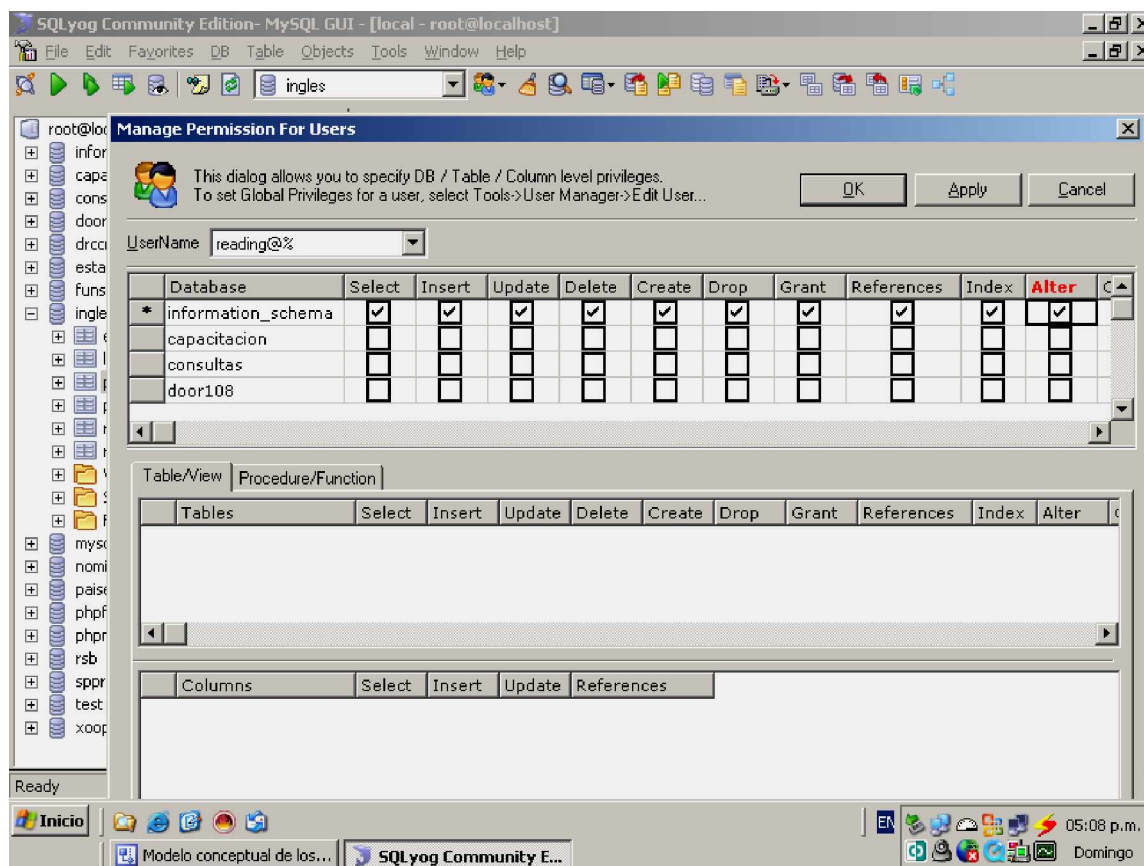 SQLyog Community Edition- MySQL GUI - [local - root@localhost]
File Edit Favorites DB Table Objects Tools Window Help
ingles
root@loc
Manage Permission For Users
This dialog allows you to specify DB / Table / Column level privileges.
To set Global Privileges for a user, select Tools->User Manager->Edit User...
OK Apply Cancel
UserName reading@%
Database Select Insert Update Delete Create Drop Grant References Index Alter
* information_schema
capacitacion
consultas
door108
Table/View Procedure/Function
Tables Select Insert Update Delete Create Drop Grant References Index Alter
Columns Select Insert Update References
infor
capa
cons
door
drcc
esta
funs
ingle
mysq
nomi
paise
phpf
rsb
sppr
test
xoop
Ready
Inicio
EN
05:08 p.m.
Modelo conceptual de los...
SQLyog Community E...
Domingo